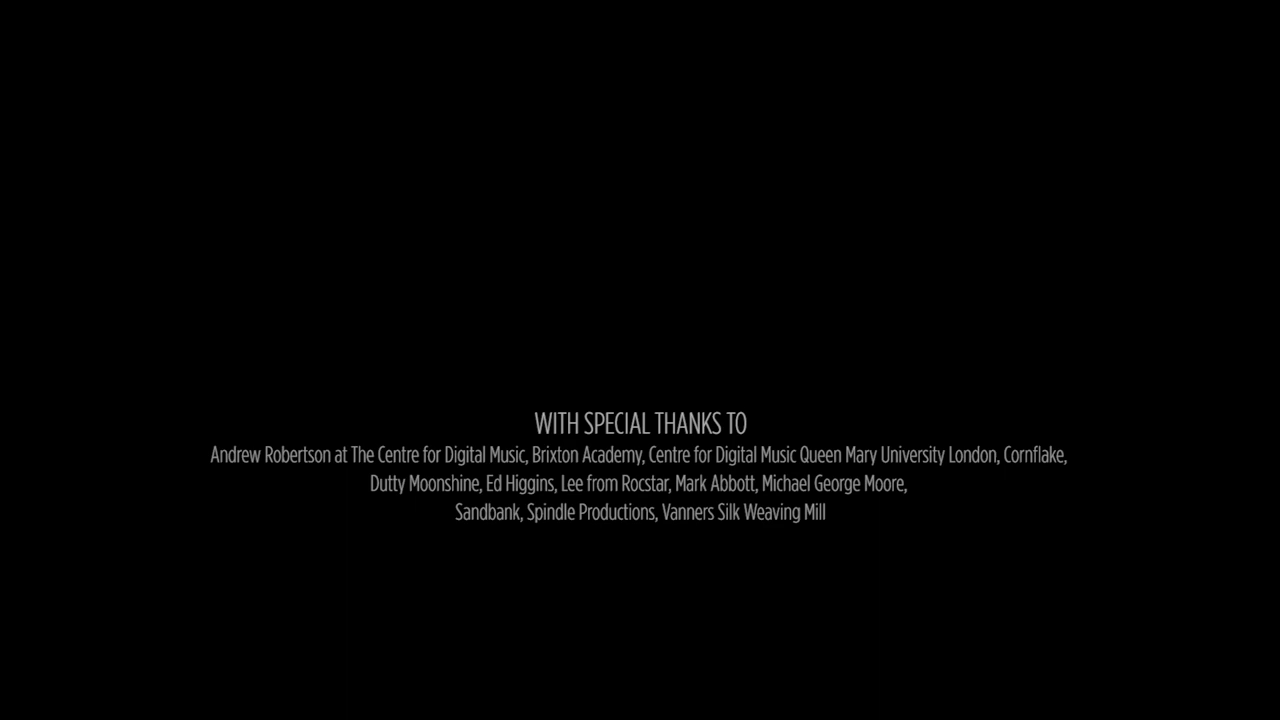 WITH SPECIAL THANKS TO
Andrew Robertson at The Centre for Digital Music, Brixton Academy, Centre for Digital Music Queen Mary University London, Cornflake,
Dutty Moonshine, Ed Higgins, Lee from Rocstar, Mark Abbott, Michael George Moore,
Sandbank, Spindle Productions, Vanners Silk Weaving Mill